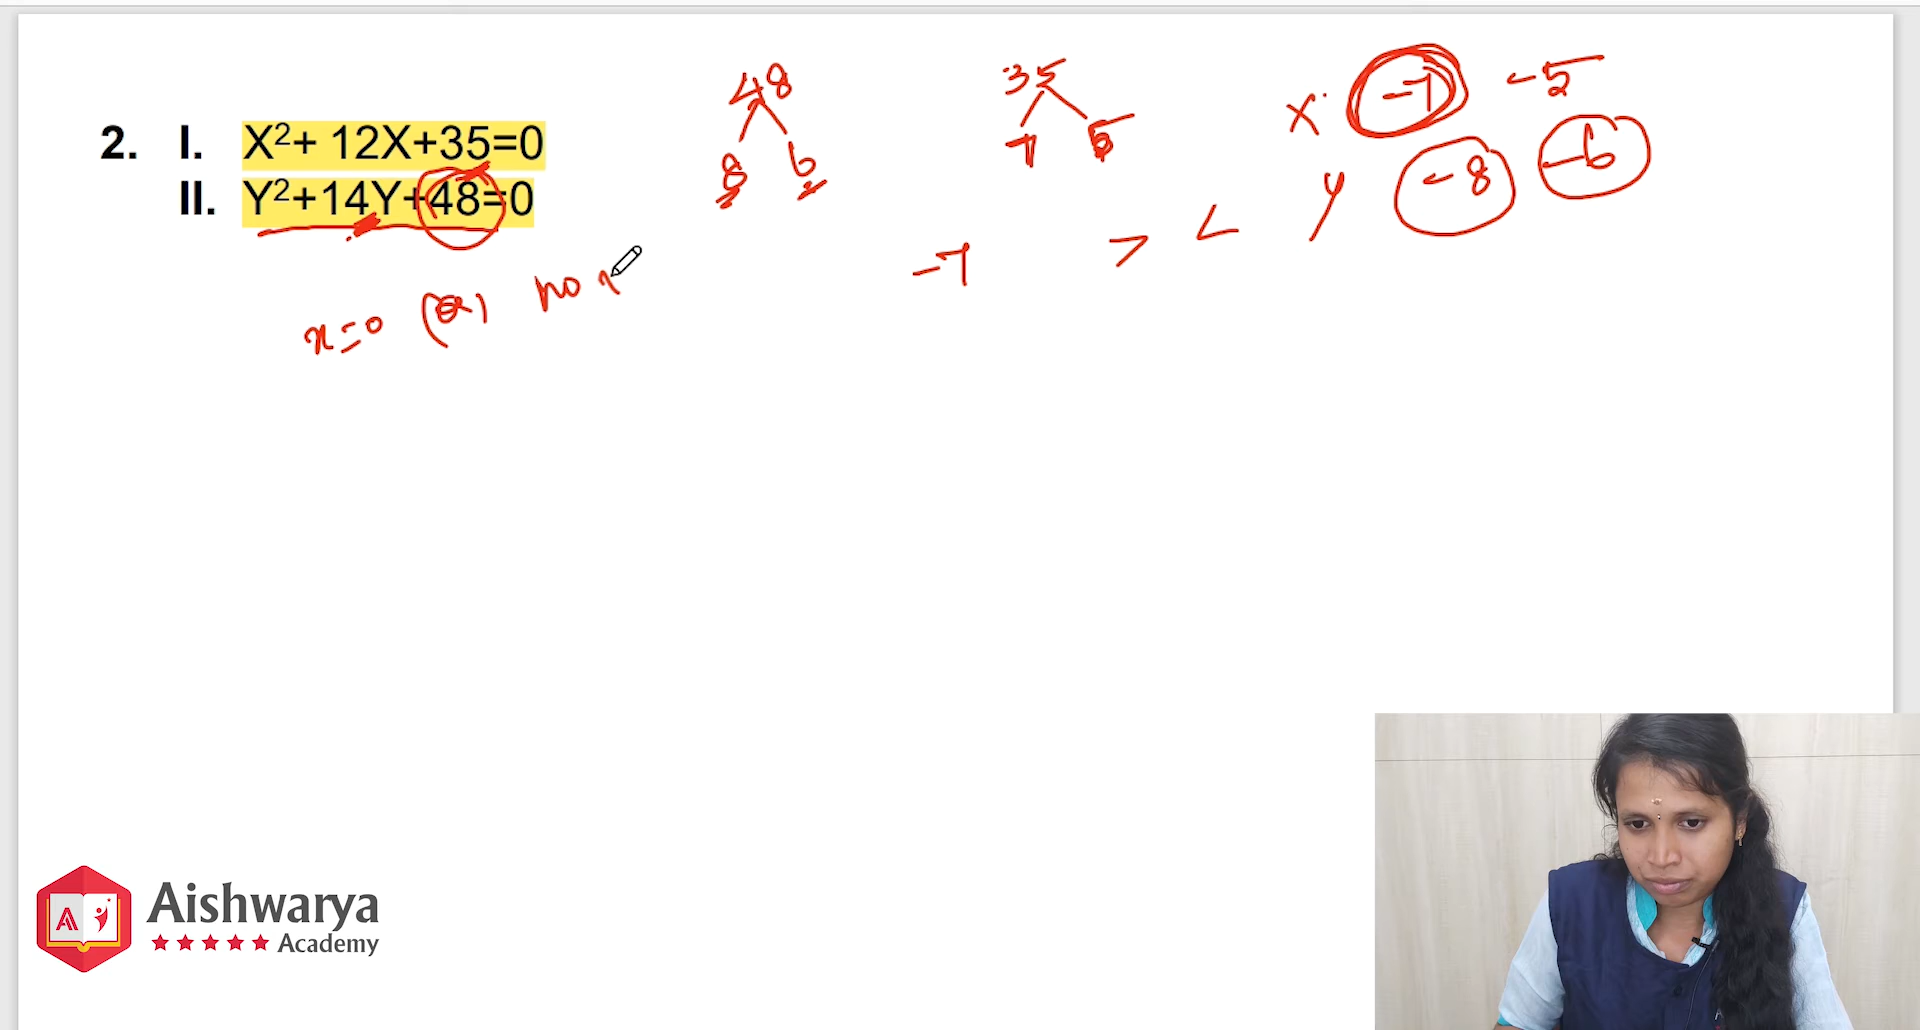 2. I. X²+ 12X+35=0
II. Y²+14Y+48=0
48
8 6
35
7 5
X -7 -5
Y -8 -6
-7 > <
x=0 (or) no
A
Aishwarya
Academy